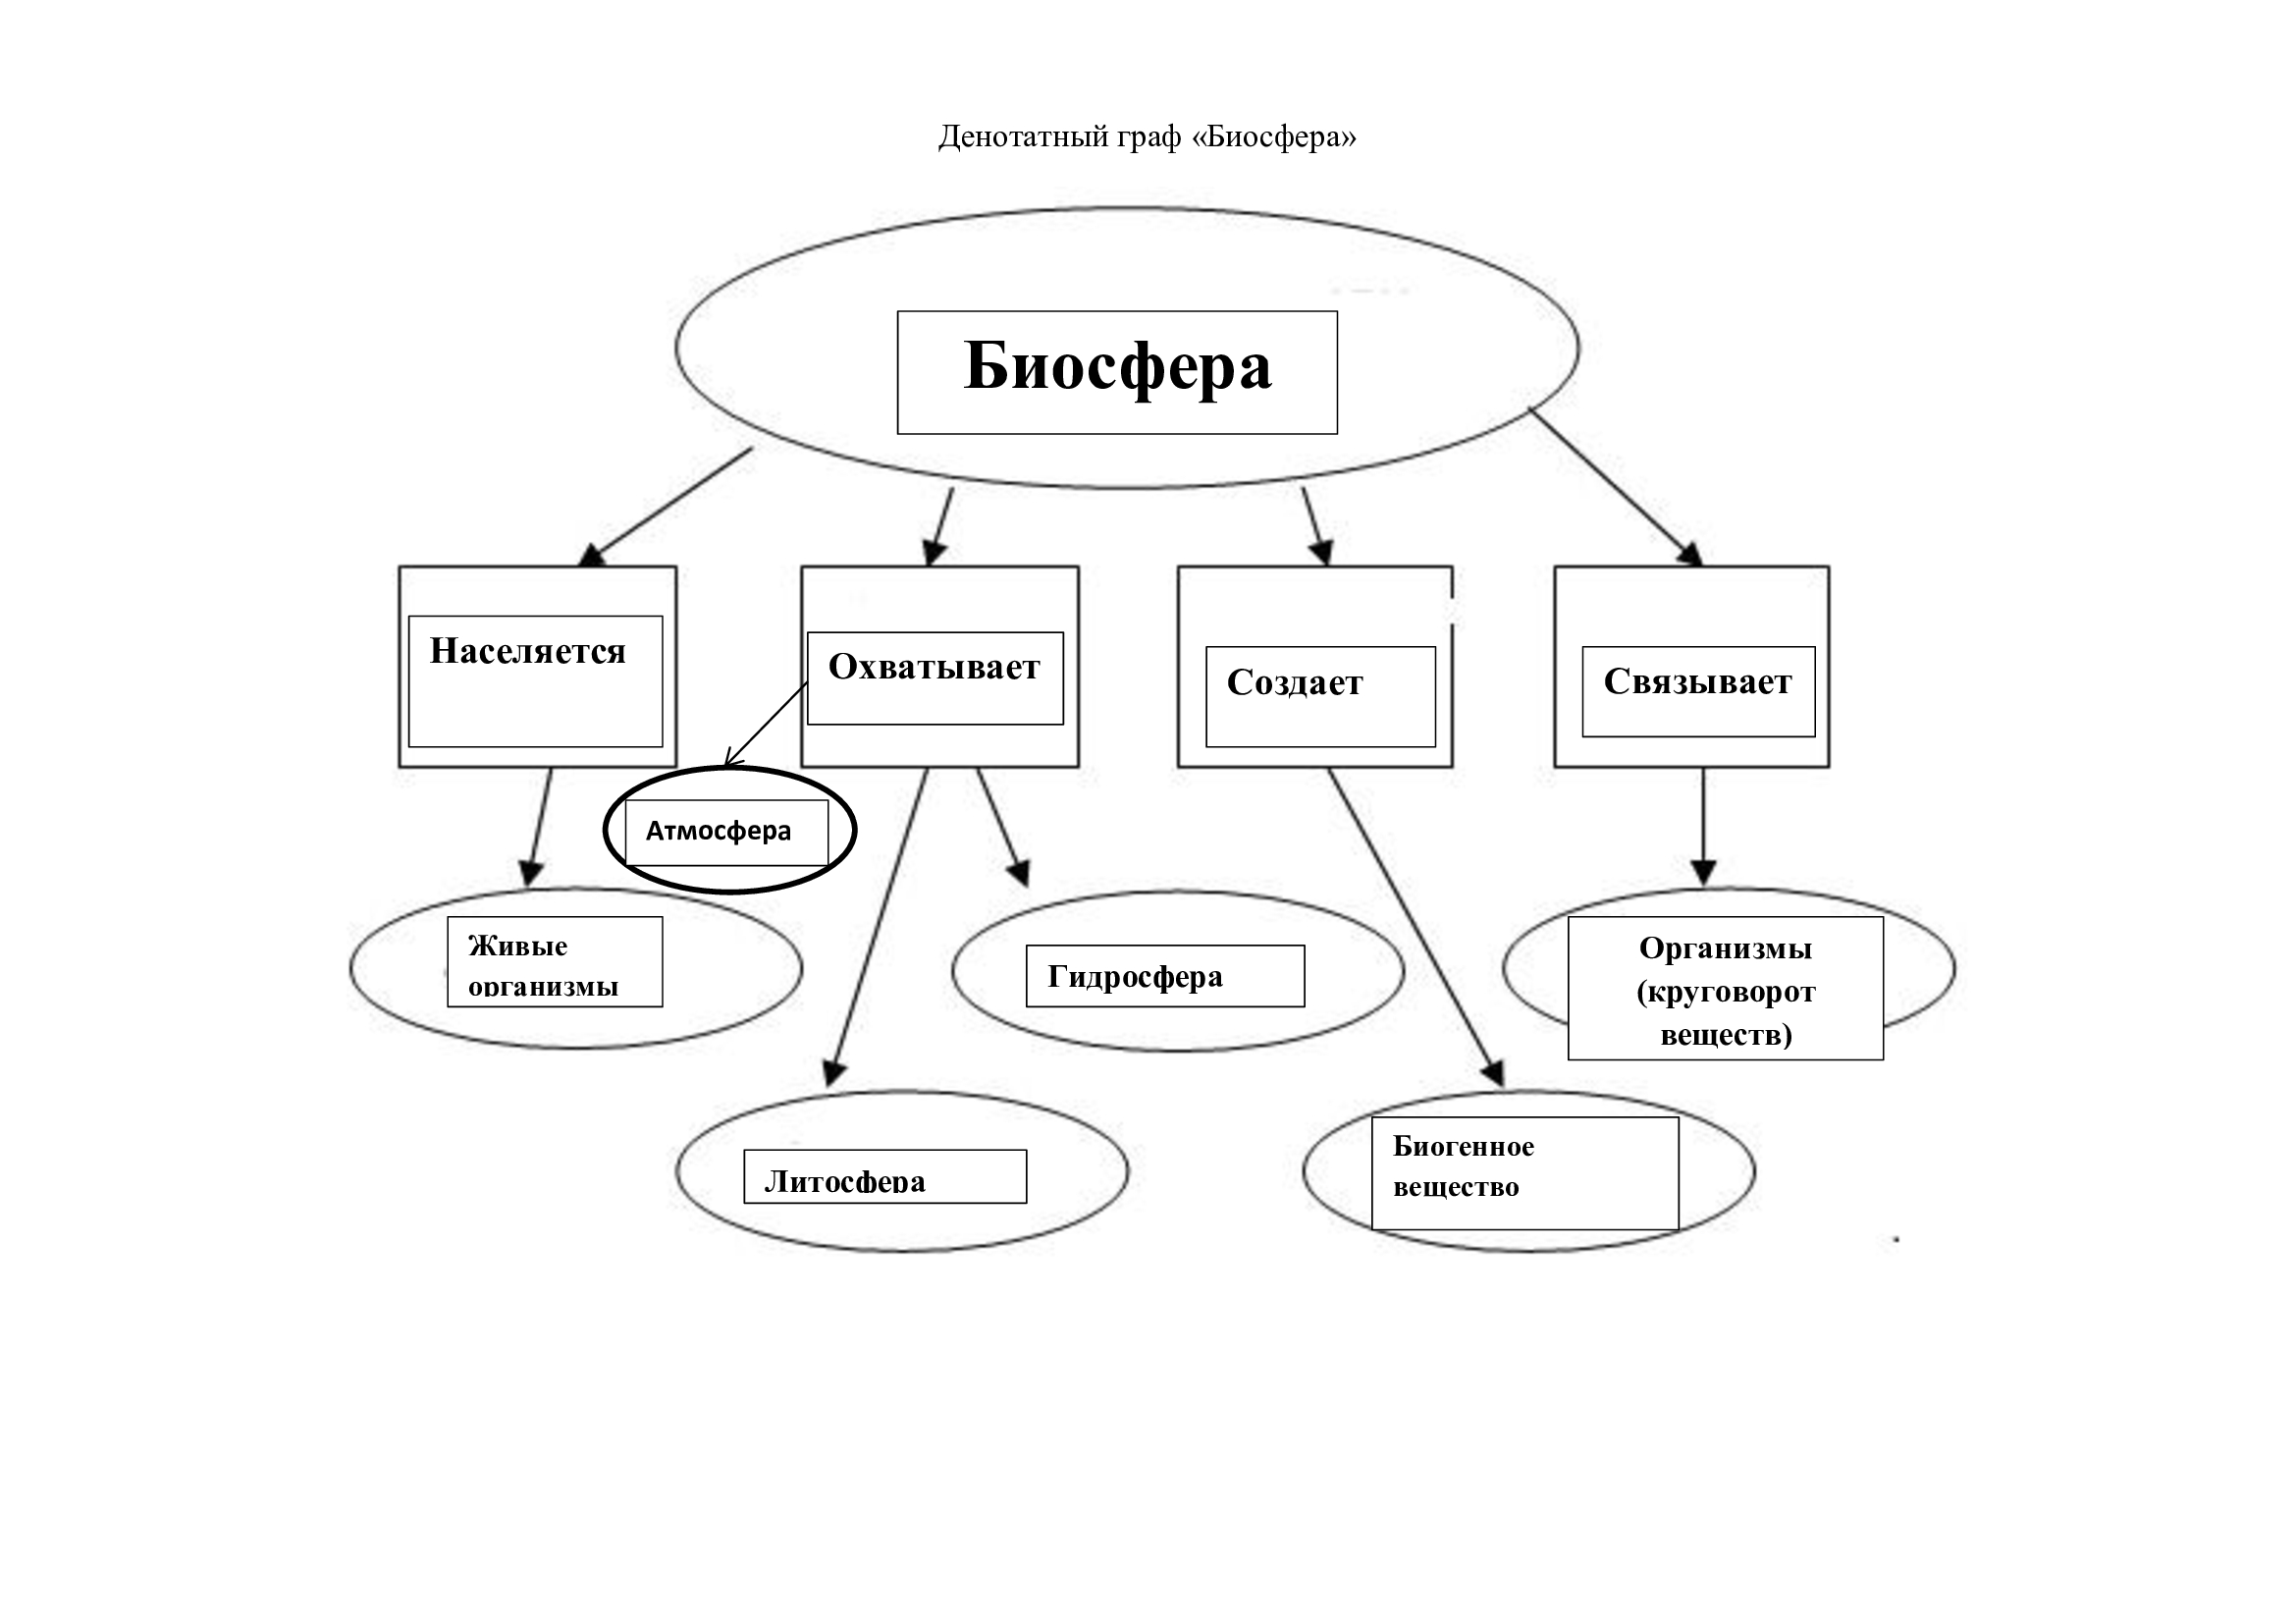 Денотатный граф «Биосфера»
Биосфера
Населяется
Охватывает
Создает
Связывает
Атмосфера
Живые
организмы
Гидросфера
Организмы
(круговорот
веществ)
Литосфера
Биогенное
вещество